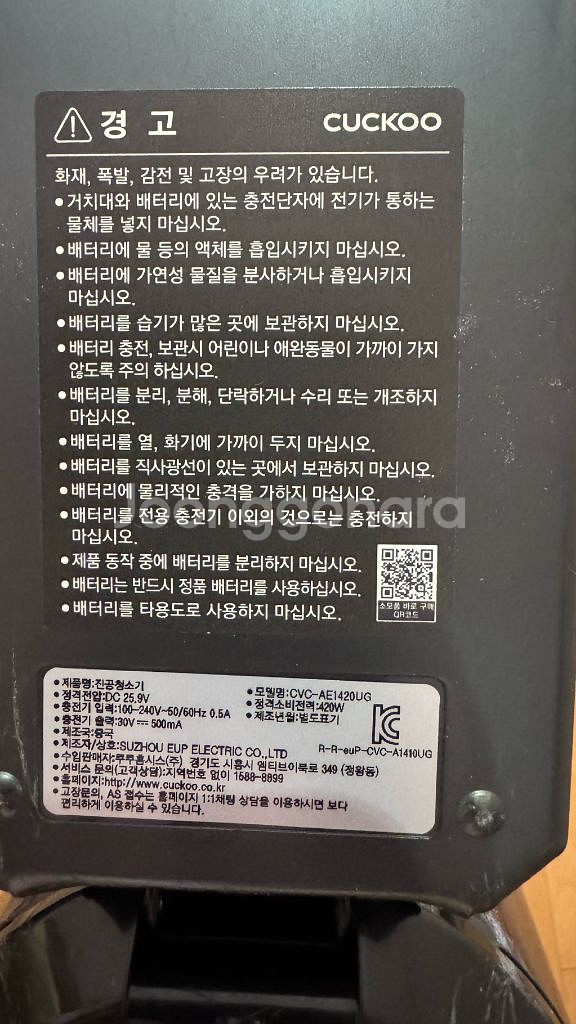 경 고
CUCKOO
화재, 폭발, 감전 및 고장의 우려가 있습니다.
● 거치대와 배터리에 있는 충전단자에 전기가 통하는
물체를 넣지 마십시오.
● 배터리에 물 등의 액체를 흡입시키지 마십시오.
● 배터리에 가연성 물질을 분사하거나 흡입시키지
마십시오.
● 배터리를 습기가 많은 곳에 보관하지 마십시오.
● 배터리 충전, 보관시 어린이나 애완동물이 가까이 가지
않도록 주의 하십시오.
● 배터리를 분리, 분해, 단락하거나 수리 또는 개조하지
마십시오.
● 배터리를 열, 화기에 가까이 두지 마십시오.
● 배터리를 직사광선이 있는 곳에서 보관하지 마십시오.
● 배터리에 물리적인 충격을 가하지 마십시오.
● 배터리를 전용 충전기 이외의 것으로는 충전하지
마십시오.
● 제품 동작 중에 배터리를 분리하지 마십시오.
● 배터리는 반드시 정품 배터리를 사용하십시오.
● 배터리를 타용도로 사용하지 마십시오.
소모품 바로 구매
QR코드
Joonggonara
● 제품명:진공청소기
● 모델명:CVC-AE1420UG
● 정격전압:DC 25.9V
● 정격소비전력:420W
● 충전기 입력:100-240V~50/60Hz 0.5A
● 제조년월:별도표기
● 충전기 출력:30V⎓500mA
● 제조국:중국
R-R-euP-CVC-A1410UG
● 제조자/상호:SUZHOU EUP ELECTRIC CO.,LTD
● 수입판매자:쿠쿠홈시스(주) 경기도 시흥시 엠티브이북로 349 (정왕동)
● 서비스 문의(고객상담):지역번호 없이 1588-8899
● 홈페이지:http://www.cuckoo.co.kr
● 고장문의, AS 접수는 홈페이지 1:1채팅 상담을 이용하시면 보다
편리하게 이용하실 수 있습니다.